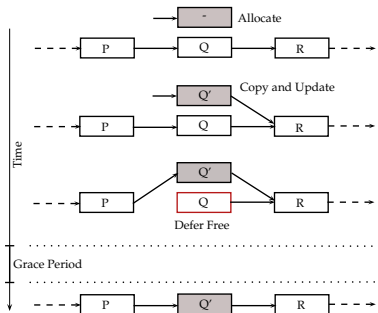 -
Allocate
P
Q
R
Q'
Copy and Update
P
Q
R
Time
Q'
P
Q
R
Defer Free
Grace Period
P
Q'
R